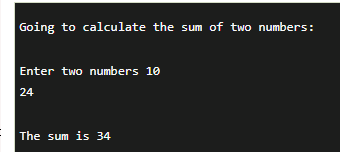 Going to calculate the sum of two numbers:
Enter two numbers 10
24
The sum is 34